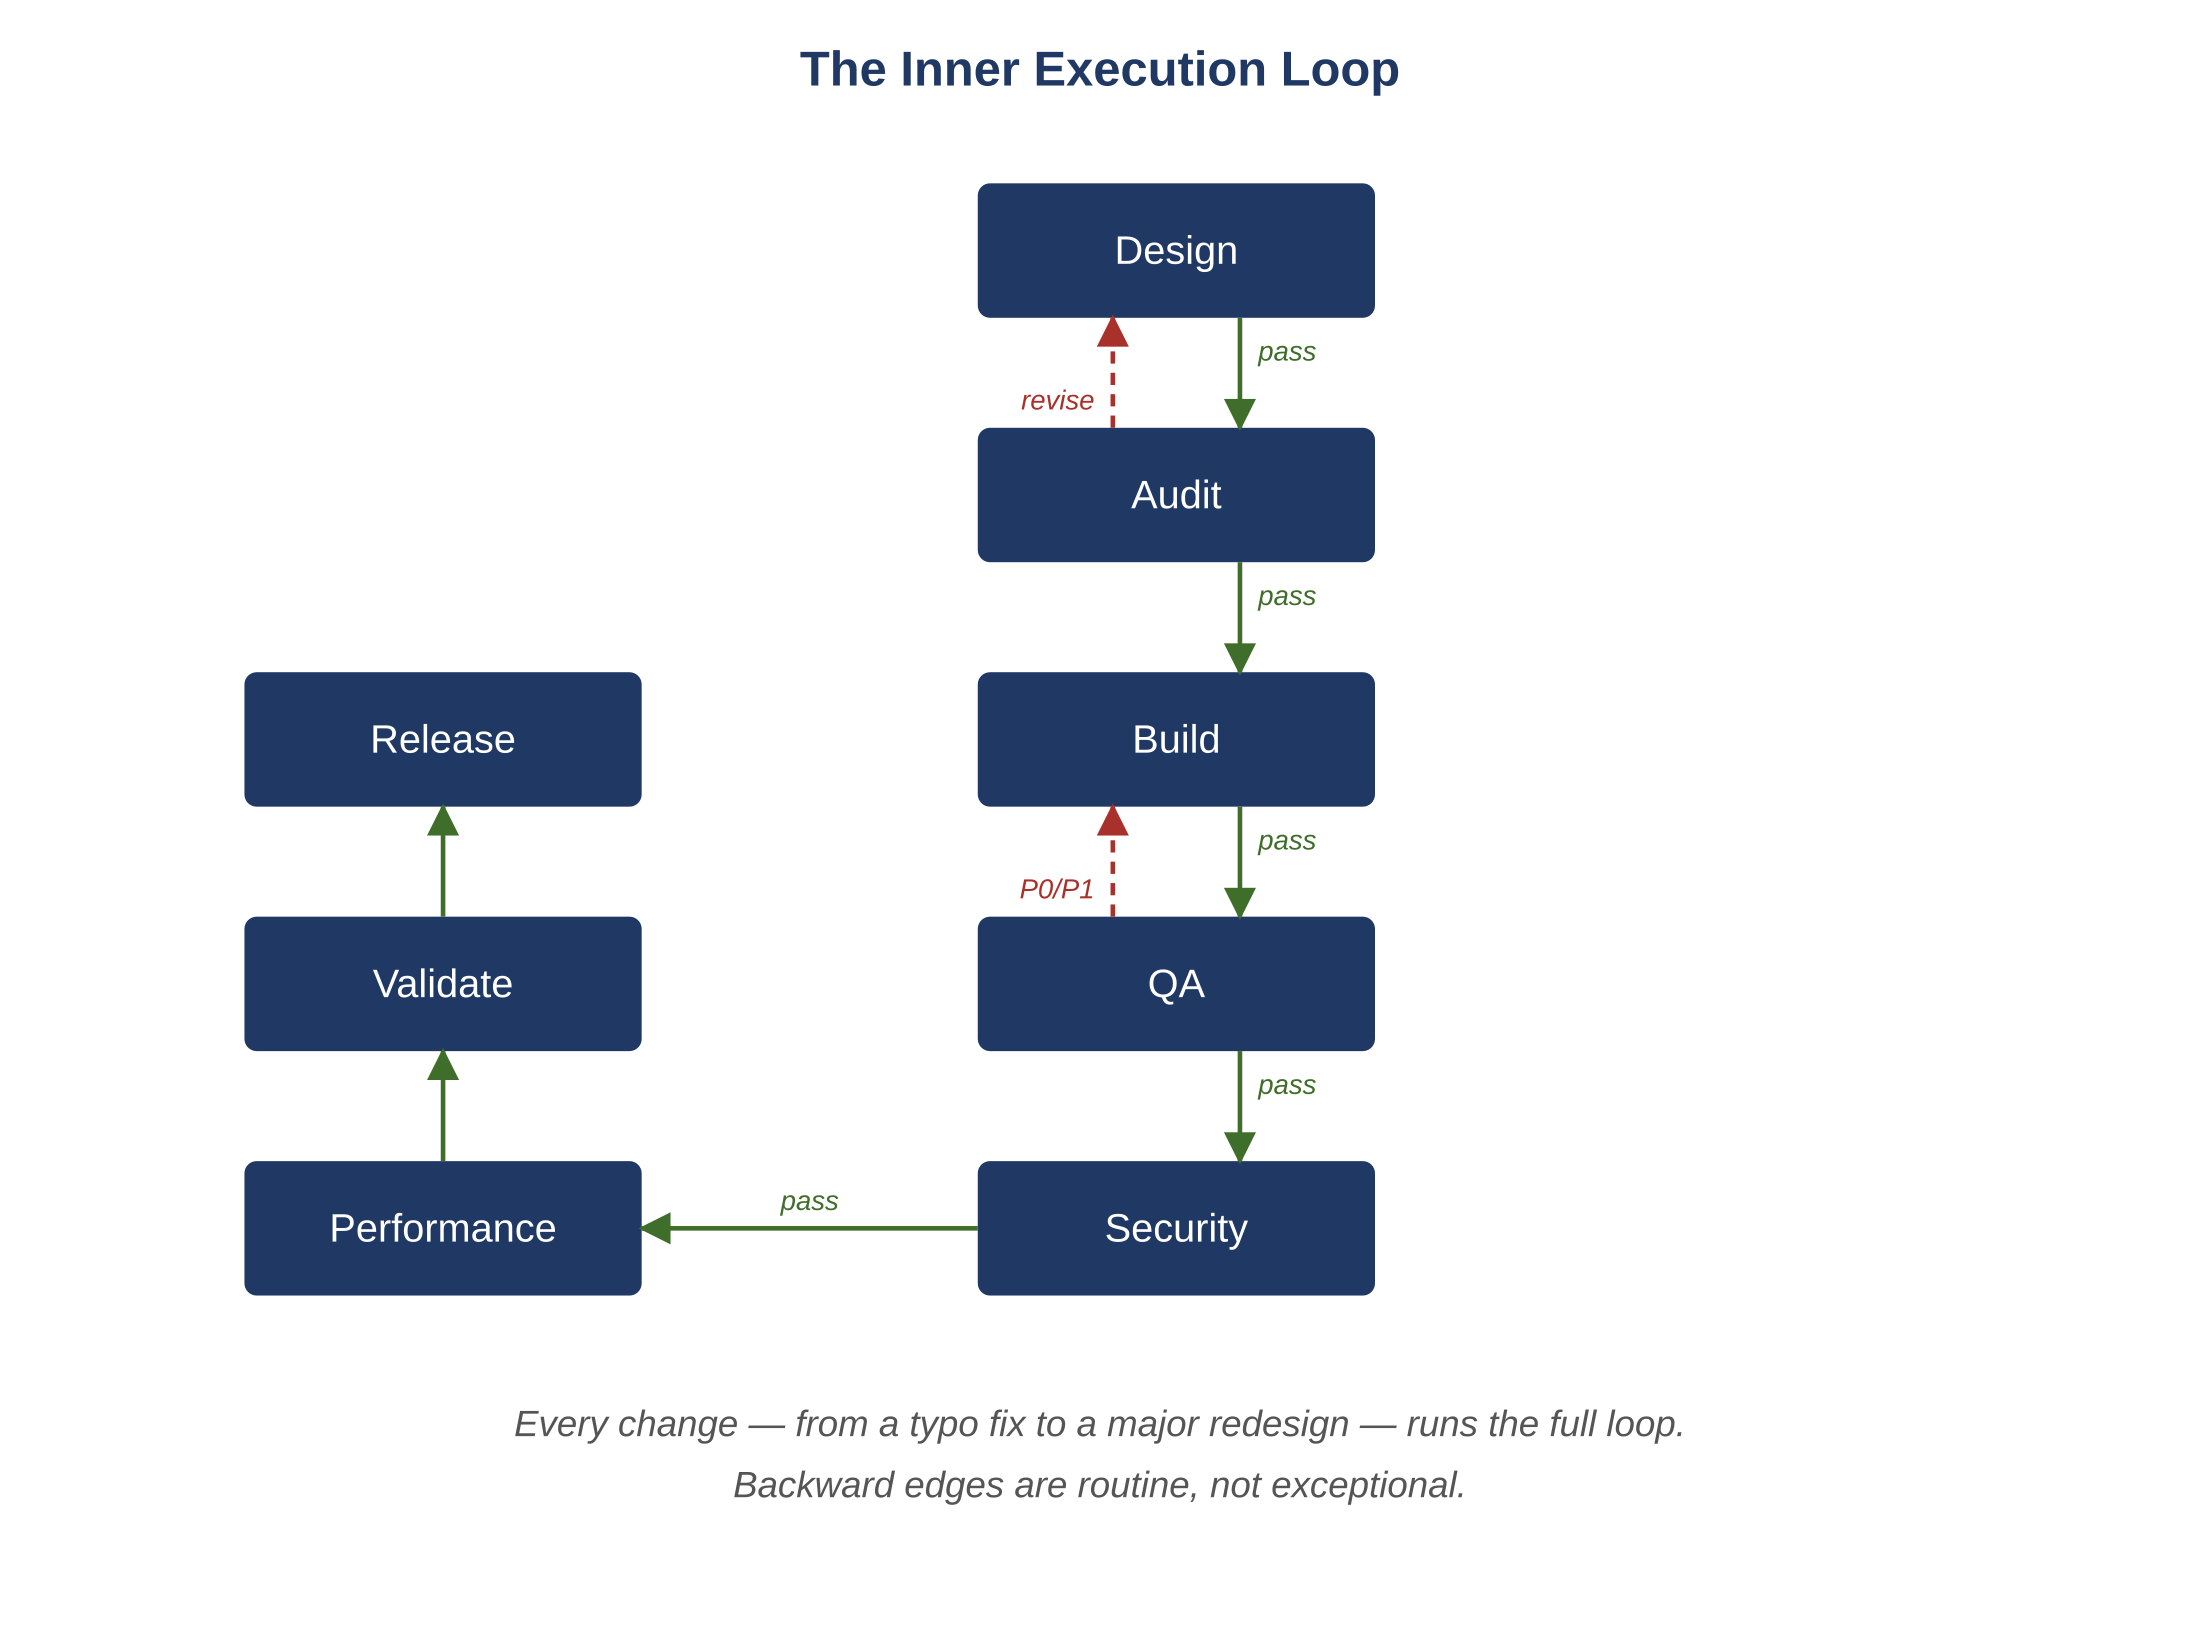 The Inner Execution Loop
Design
pass
revise
Audit
pass
Release
Build
pass
P0/P1
Validate
QA
pass
Performance
pass
Security
Every change — from a typo fix to a major redesign — runs the full loop.
Backward edges are routine, not exceptional.